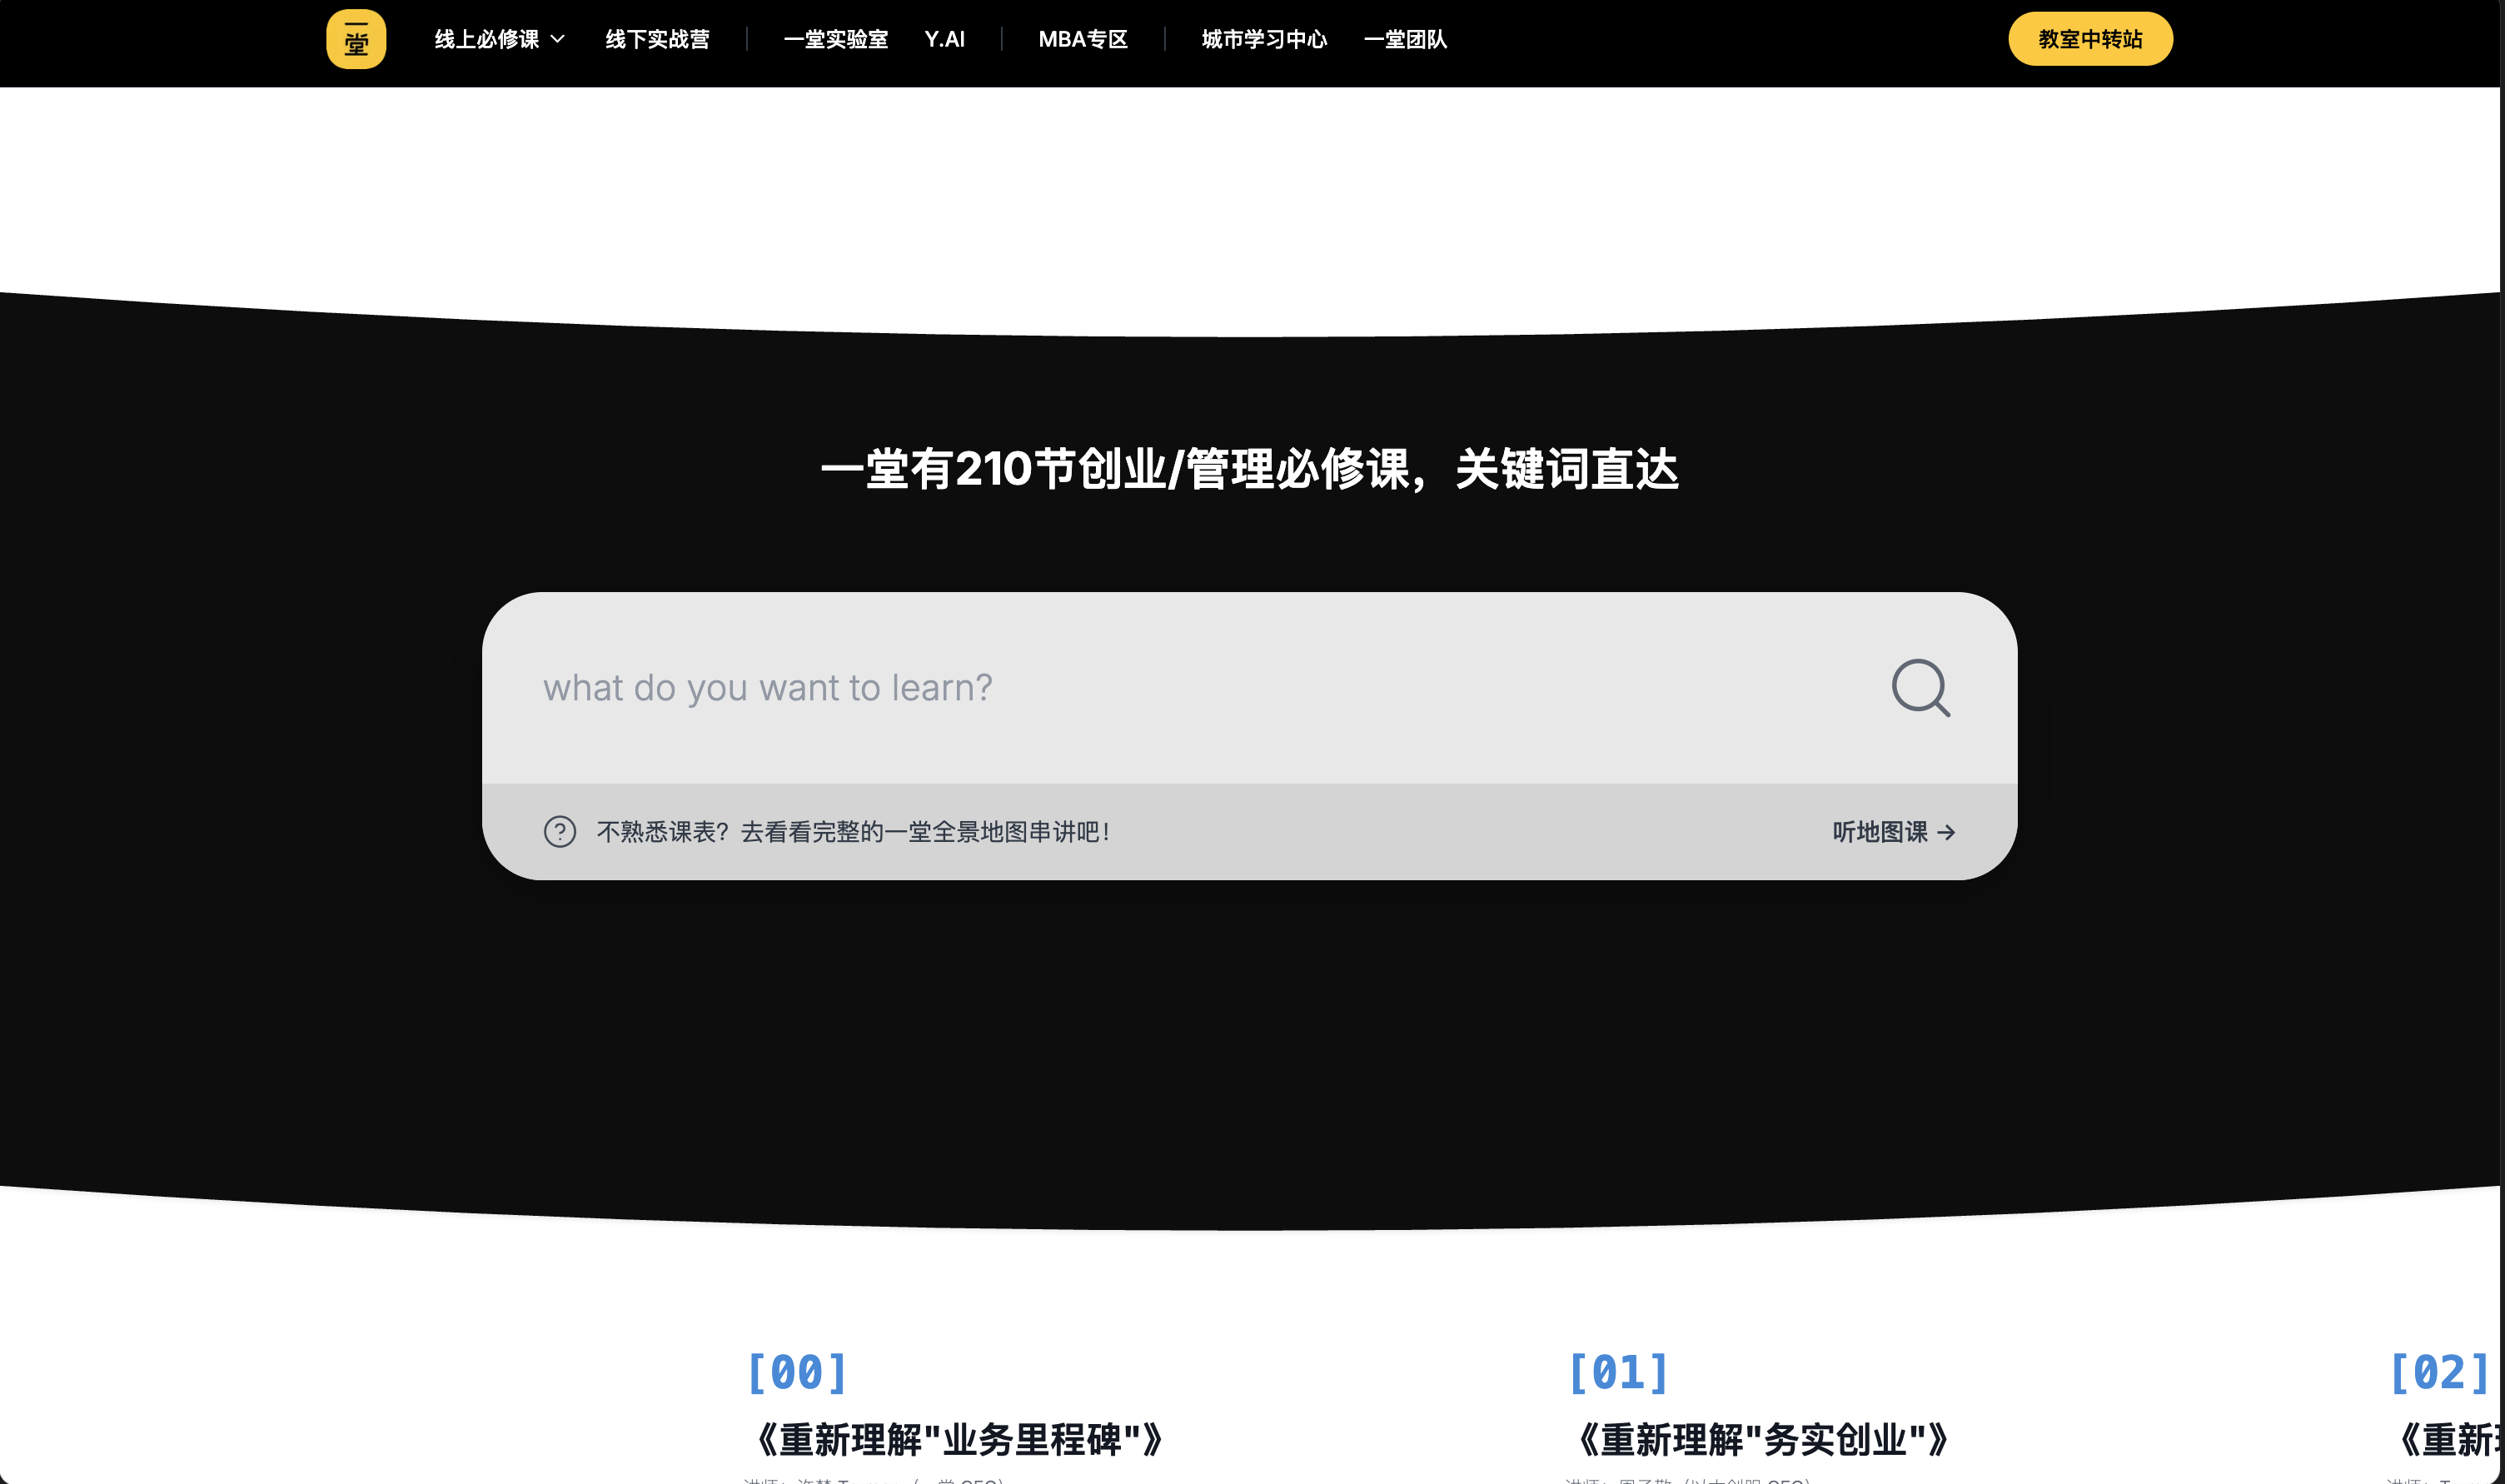 一堂
线上必修课 线下实战营 一堂实验室 Y.AI MBA专区 城市学习中心 一堂团队 教室中转站
一堂有210节创业/管理必修课，关键词直达
what do you want to learn?
不熟悉课表？去看看完整的一堂全景地图串讲吧！ 听地图课 →
[00] [01] [02]
《重新理解"业务里程碑"》 《重新理解"务实创业"》 《重新